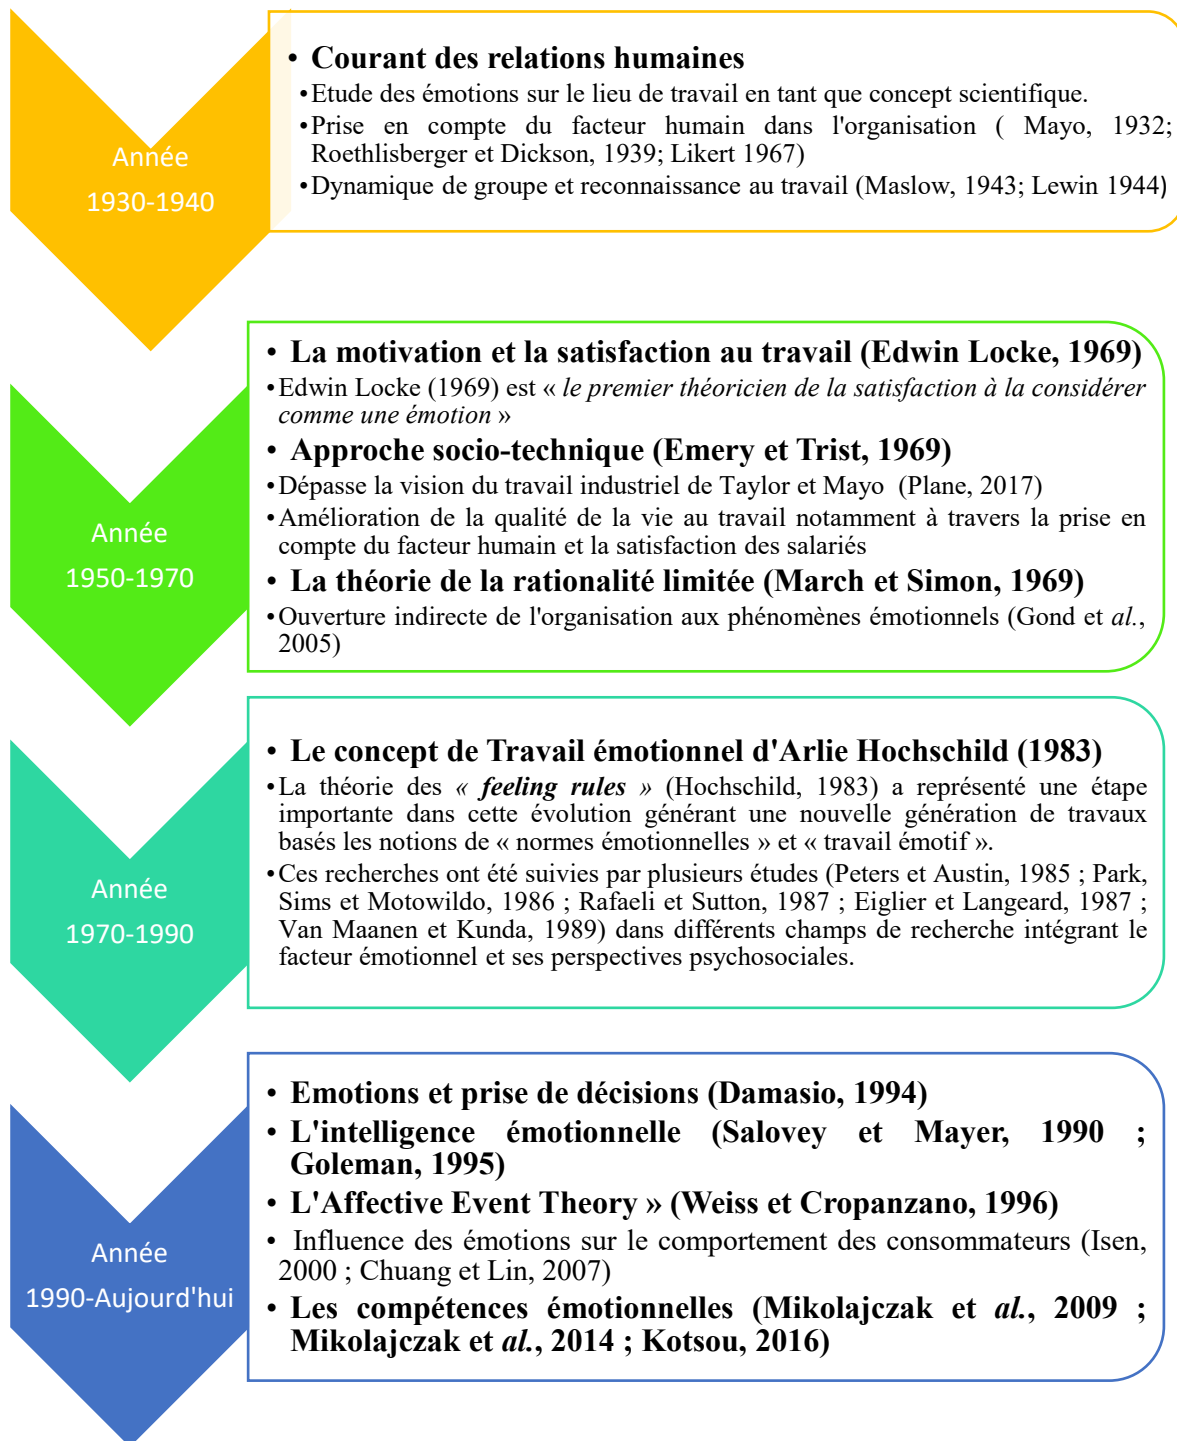 Année
1930-1940
• Courant des relations humaines
•Etude des émotions sur le lieu de travail en tant que concept scientifique.
•Prise en compte du facteur humain dans l'organisation ( Mayo, 1932;
Roethlisberger et Dickson, 1939; Likert 1967)
•Dynamique de groupe et reconnaissance au travail (Maslow, 1943; Lewin 1944)
Année
1950-1970
• La motivation et la satisfaction au travail (Edwin Locke, 1969)
•Edwin Locke (1969) est « le premier théoricien de la satisfaction à la considérer
comme une émotion »
• Approche socio-technique (Emery et Trist, 1969)
•Dépasse la vision du travail industriel de Taylor et Mayo (Plane, 2017)
•Amélioration de la qualité de la vie au travail notamment à travers la prise en
compte du facteur humain et la satisfaction des salariés
• La théorie de la rationalité limitée (March et Simon, 1969)
•Ouverture indirecte de l'organisation aux phénomènes émotionnels (Gond et al.,
2005)
Année
1970-1990
• Le concept de Travail émotionnel d'Arlie Hochschild (1983)
•La théorie des « feeling rules » (Hochschild, 1983) a représenté une étape
importante dans cette évolution générant une nouvelle génération de travaux
basés les notions de « normes émotionnelles » et « travail émotif ».
•Ces recherches ont été suivies par plusieurs études (Peters et Austin, 1985 ; Park,
Sims et Motowildo, 1986 ; Rafaeli et Sutton, 1987 ; Eiglier et Langeard, 1987 ;
Van Maanen et Kunda, 1989) dans différents champs de recherche intégrant le
facteur émotionnel et ses perspectives psychosociales.
Année
1990-Aujourd'hui
• Emotions et prise de décisions (Damasio, 1994)
• L'intelligence émotionnelle (Salovey et Mayer, 1990 ;
Goleman, 1995)
• L'Affective Event Theory » (Weiss et Cropanzano, 1996)
• Influence des émotions sur le comportement des consommateurs (Isen,
2000 ; Chuang et Lin, 2007)
• Les compétences émotionnelles (Mikolajczak et al., 2009 ;
Mikolajczak et al., 2014 ; Kotsou, 2016)